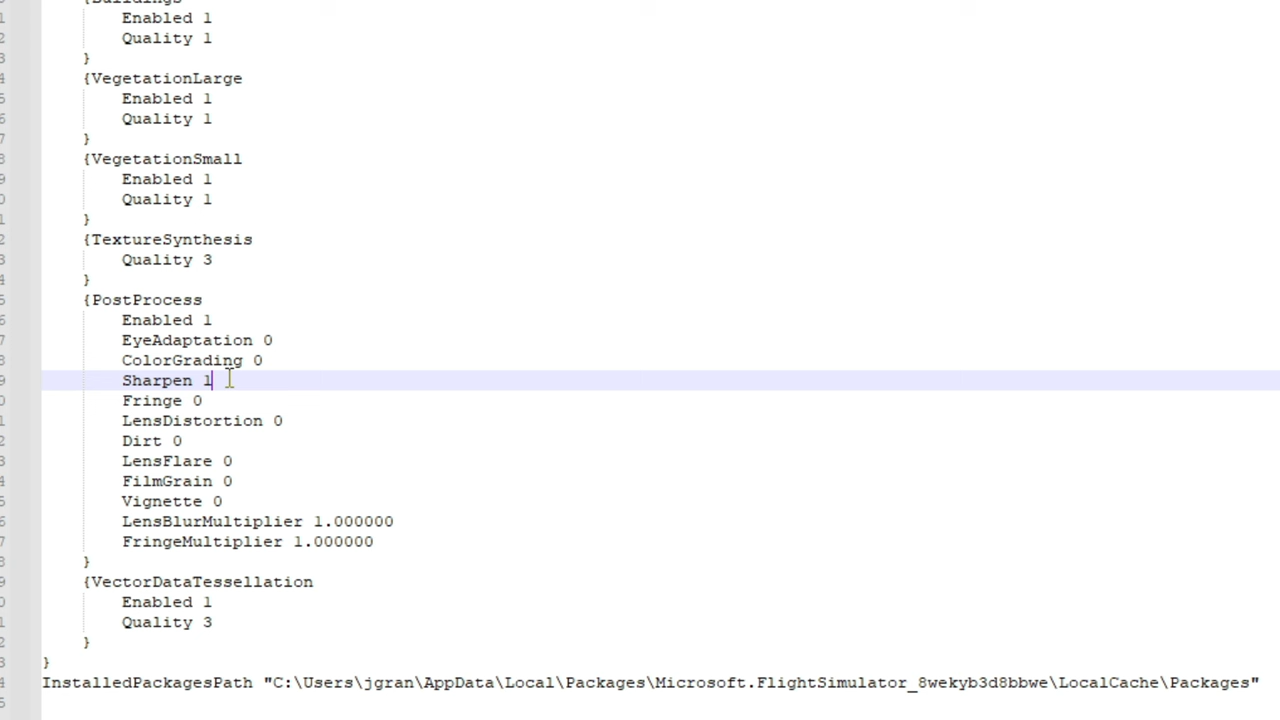 {Buildings
Enabled 1
Quality 1
}
{VegetationLarge
Enabled 1
Quality 1
}
{VegetationSmall
Enabled 1
Quality 1
}
{TextureSynthesis
Quality 3
}
{PostProcess
Enabled 1
EyeAdaptation 0
ColorGrading 0
Sharpen 1
Fringe 0
LensDistortion 0
Dirt 0
LensFlare 0
FilmGrain 0
Vignette 0
LensBlurMultiplier 1.000000
FringeMultiplier 1.000000
}
{VectorDataTessellation
Enabled 1
Quality 3
}
}
InstalledPackagesPath "C:\Users\jgran\AppData\Local\Packages\Microsoft.FlightSimulator_8wekyb3d8bbwe\LocalCache\Packages"